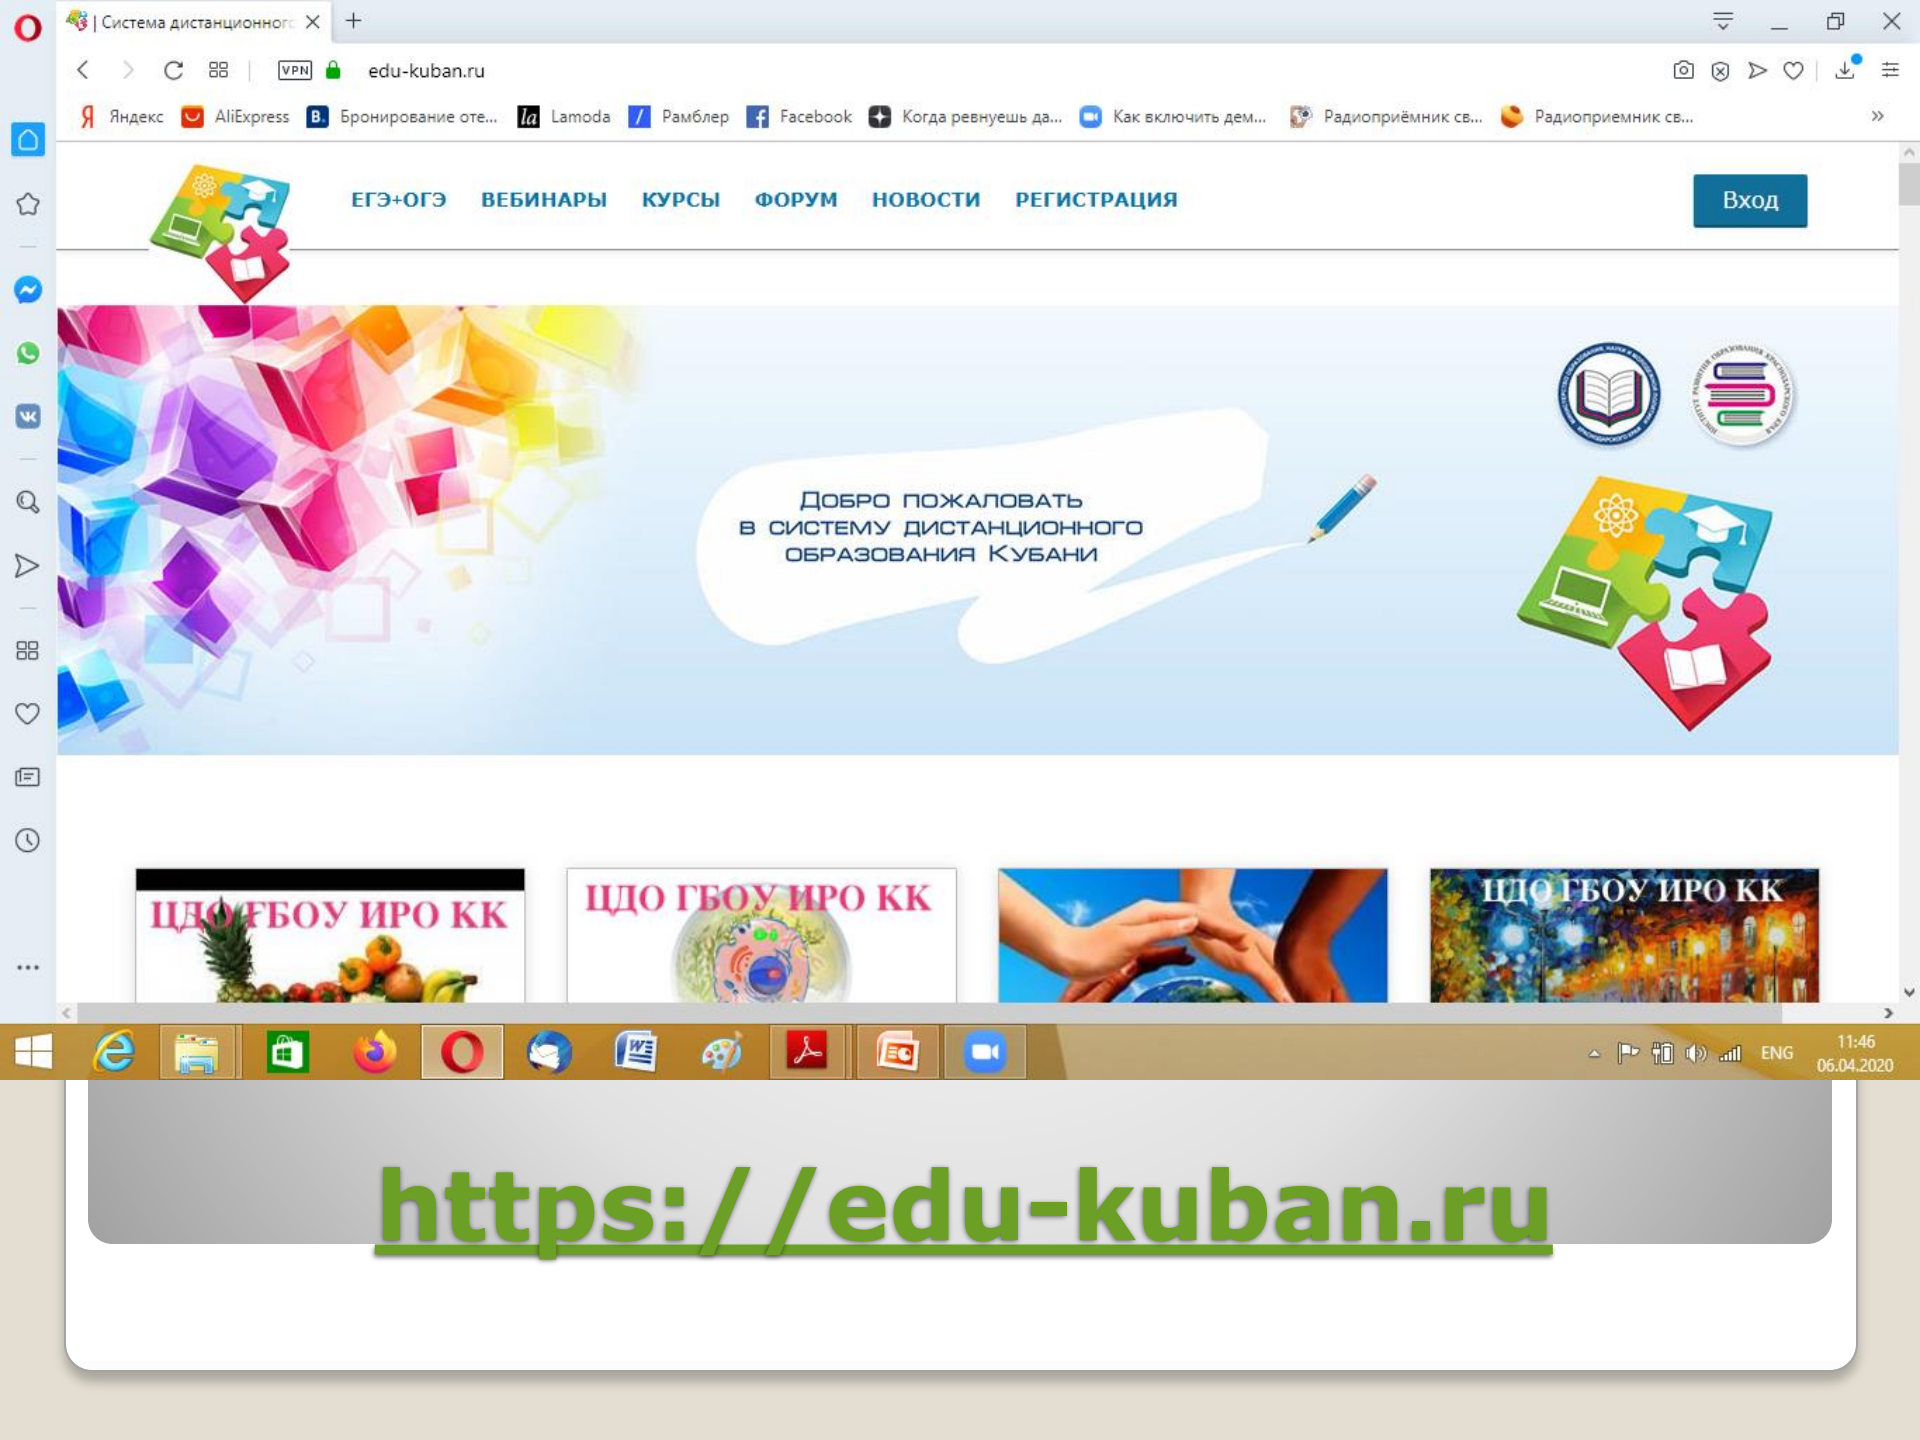 | Система дистанционног
VPN edu-kuban.ru
Яндекс AliExpress B. Бронирование оте... la Lamoda Рамблер Facebook Когда ревнуешь да... Как включить дем... Радиоприёмник св... Радиоприемник св...
ЕГЭ+ОГЭ ВЕБИНАРЫ КУРСЫ ФОРУМ НОВОСТИ РЕГИСТРАЦИЯ Вход
Добро пожаловать
в систему дистанционного
образования Кубани
ЦДО ГБОУ ИРО КК
ЦДО ГБОУ ИРО КК
ЦДО ГБОУ ИРО КК
ENG 11:46
06.04.2020
https://edu-kuban.ru